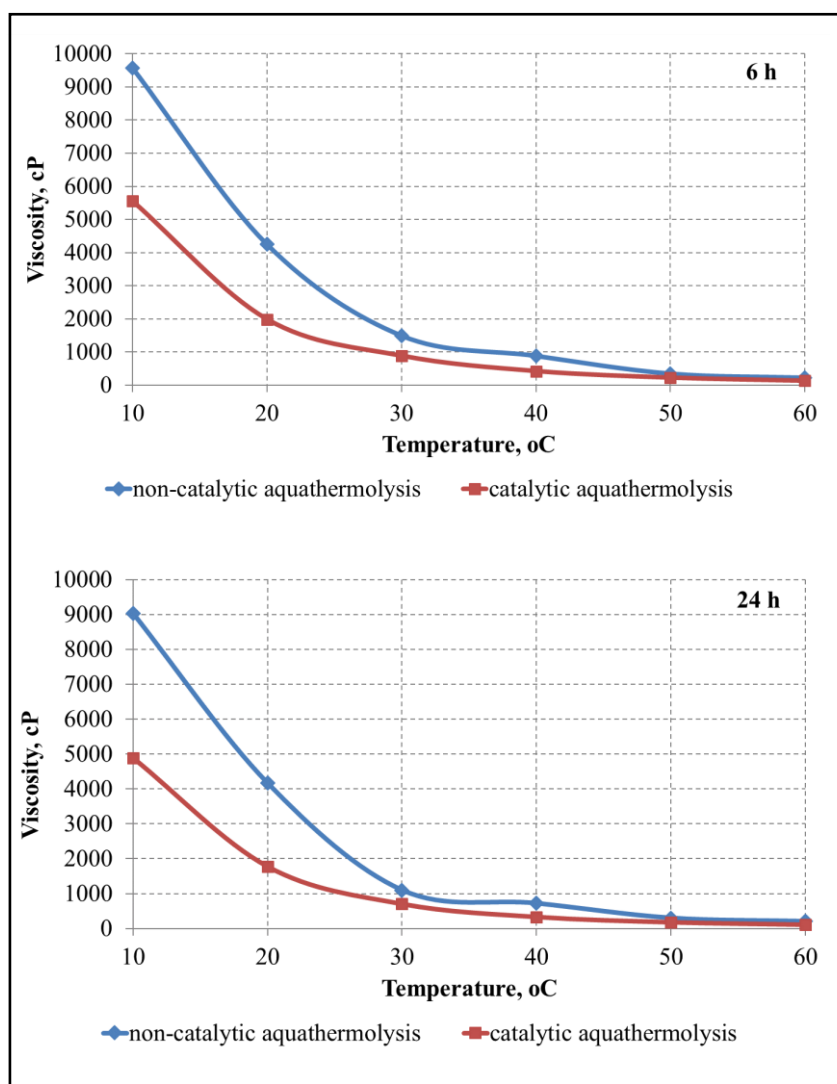 6 h
10000
9000
8000
7000
6000
5000
4000
3000
2000
1000
0
Viscosity, cP
10 20 30 40 50 60
Temperature, oC
non-catalytic aquathermolysis catalytic aquathermolysis
24 h
10000
9000
8000
7000
6000
5000
4000
3000
2000
1000
0
Viscosity, cP
10 20 30 40 50 60
Temperature, oC
non-catalytic aquathermolysis catalytic aquathermolysis